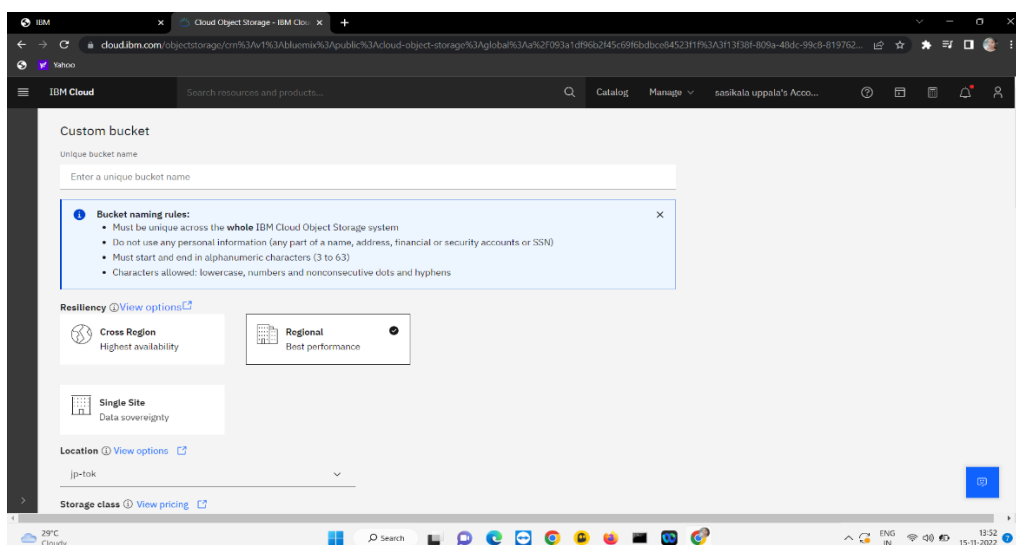 IBM
Cloud Object Storage - IBM Clou
cloud.ibm.com/objectstorage/crn%3Av1%3Abluemix%3Apublic%3Acloud-object-storage%3Aglobal%3Aa%2F093a1df96b2f45c69f6bdbce84523f1f%3A3f13f38f-809a-48dc-99c8-819762...
Yahoo
IBM Cloud
Search resources and products...
Catalog
Manage
sasikala uppala's Acco...
Custom bucket
Unique bucket name
Enter a unique bucket name
Bucket naming rules:
• Must be unique across the whole IBM Cloud Object Storage system
• Do not use any personal information (any part of a name, address, financial or security accounts or SSN)
• Must start and end in alphanumeric characters (3 to 63)
• Characters allowed: lowercase, numbers and nonconsecutive dots and hyphens
Resiliency View options
Cross Region
Highest availability
Regional
Best performance
Single Site
Data sovereignty
Location View options
jp-tok
Storage class View pricing
29°C
Cloudy
Search
ENG
IN
13:52
15-11-2022